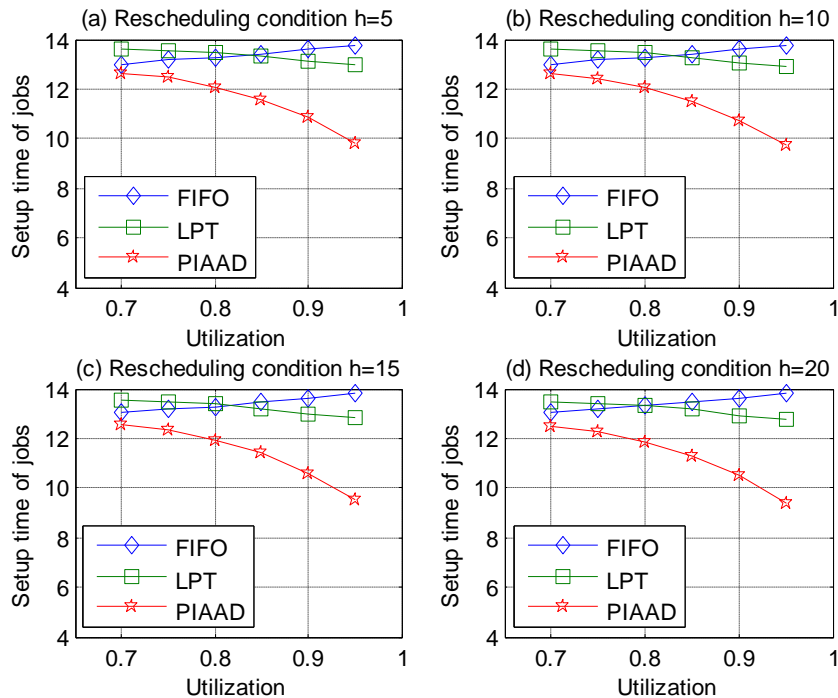 (a) Rescheduling condition h=5
14
12
10
8
6
4
Setup time of jobs
FIFO
LPT
PIAAD
0.7 0.8 0.9 1
Utilization
(b) Rescheduling condition h=10
14
12
10
8
6
4
Setup time of jobs
FIFO
LPT
PIAAD
0.7 0.8 0.9 1
Utilization
(c) Rescheduling condition h=15
14
12
10
8
6
4
Setup time of jobs
FIFO
LPT
PIAAD
0.7 0.8 0.9 1
Utilization
(d) Rescheduling condition h=20
14
12
10
8
6
4
Setup time of jobs
FIFO
LPT
PIAAD
0.7 0.8 0.9 1
Utilization